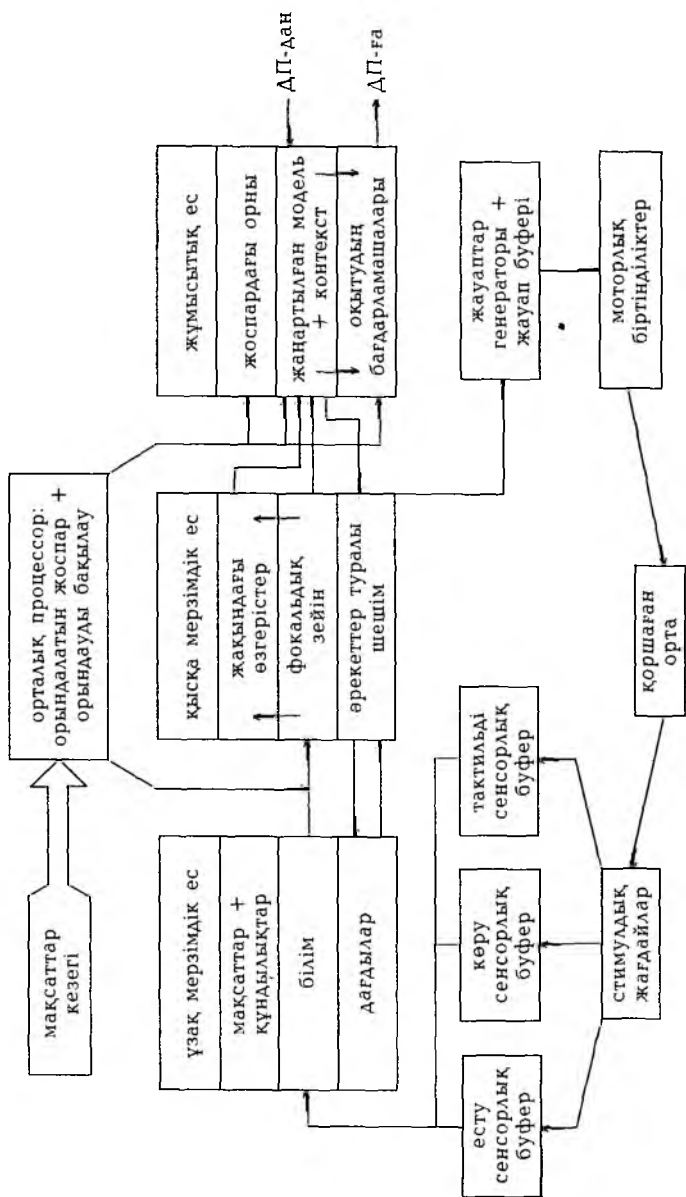 мақсаттар
кезегі
орталық процессор:
орындалатын жоспар +
орындауды бақылау
ұзақ мерзімдік ес
мақсаттар +
құндылықтар
білім
дағдылар
қысқа мерзімдік ес
жақындағы
өзгерістер
фокальдық
зейін
әрекеттер туралы
шешім
жұмысытық ес
жоспардағы орны
жаңартылған модель
+ контекст
оқытудың
бағдарламашалары
ДП-дан
ДП-ға
есту
сенсорлық
буфер
көру
сенсорлық
буфер
тактильді
сенсорлық
буфер
жауаптар
генераторы +
жауап буфері
стимулдық
жағдайлар
қоршаған
орта
моторлық
біртінділіктер